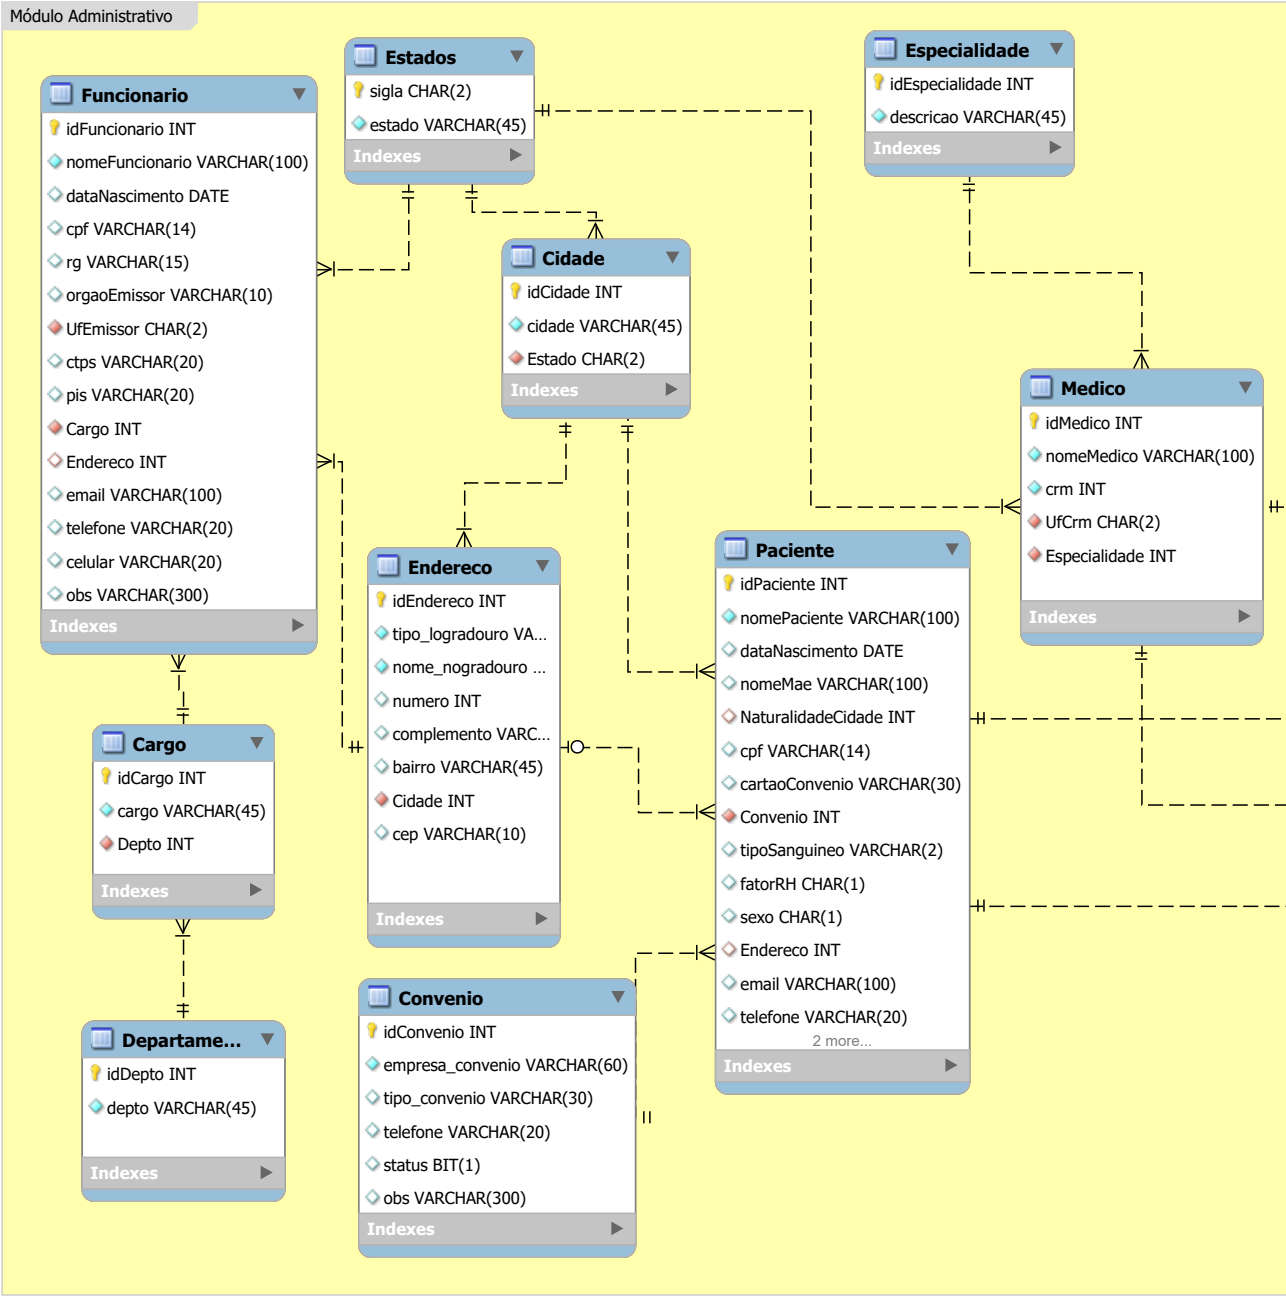 Módulo Administrativo
Funcionario
idFuncionario INT
nomeFuncionario VARCHAR(100)
dataNascimento DATE
cpf VARCHAR(14)
rg VARCHAR(15)
orgaoEmissor VARCHAR(10)
UfEmissor CHAR(2)
ctps VARCHAR(20)
pis VARCHAR(20)
Cargo INT
Endereco INT
email VARCHAR(100)
telefone VARCHAR(20)
celular VARCHAR(20)
obs VARCHAR(300)
Indexes
Estados
sigla CHAR(2)
estado VARCHAR(45)
Indexes
Especialidade
idEspecialidade INT
descricao VARCHAR(45)
Indexes
Cidade
idCidade INT
cidade VARCHAR(45)
Estado CHAR(2)
Indexes
Medico
idMedico INT
nomeMedico VARCHAR(100)
crm INT
UfCrm CHAR(2)
Especialidade INT
Indexes
Endereco
idEndereco INT
tipo_logradouro VA...
nome_nogradouro ...
numero INT
complemento VARC...
bairro VARCHAR(45)
Cidade INT
cep VARCHAR(10)
Indexes
Paciente
idPaciente INT
nomePaciente VARCHAR(100)
dataNascimento DATE
nomeMae VARCHAR(100)
NaturalidadeCidade INT
cpf VARCHAR(14)
cartaoConvenio VARCHAR(30)
Convenio INT
tipoSanguineo VARCHAR(2)
fatorRH CHAR(1)
sexo CHAR(1)
Endereco INT
email VARCHAR(100)
telefone VARCHAR(20)
2 more...
Indexes
Cargo
idCargo INT
cargo VARCHAR(45)
Depto INT
Indexes
Departame...
idDepto INT
depto VARCHAR(45)
Indexes
Convenio
idConvenio INT
empresa_convenio VARCHAR(60)
tipo_convenio VARCHAR(30)
telefone VARCHAR(20)
status BIT(1)
obs VARCHAR(300)
Indexes